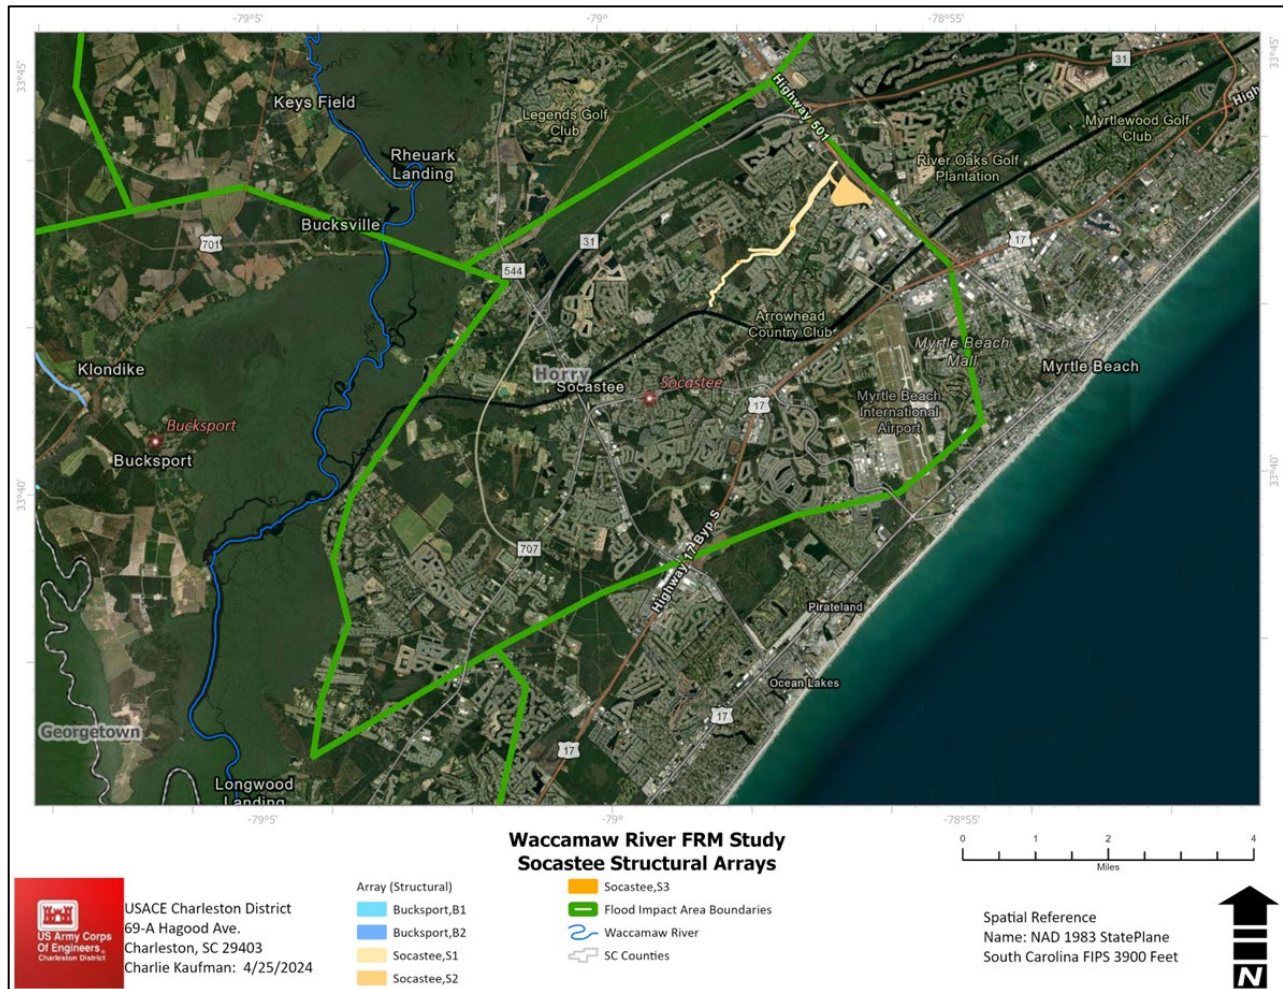 -79°5'
-79°
-78°55'
33°45'
33°45'
31
Highway 501
High
Keys Field
Legends Golf
Club
Myrtlewood Golf
Club
Rheuark
Landing
River Oaks Golf
Plantation
Bucksville
701
31
17
544
Arrowhead
Country Club
Myrtle Beach
Mall
Klondike
Horry
Socastee
Socastee
Myrtle Beach
17
Myrtle Beach
International
Airport
Bucksport
Bucksport
33°40'
33°40'
Highway 17 Byp S
707
Pirateland
Ocean Lakes
17
17
Georgetown
Longwood
Landing
-79°5'
-79°
-78°55'
Waccamaw River FRM Study
Socastee Structural Arrays
0 1 2 4
Miles
US Army Corps
Of Engineers®
Charleston District
USACE Charleston District
69-A Hagood Ave.
Charleston, SC 29403
Charlie Kaufman: 4/25/2024
Array (Structural)
Bucksport,B1
Bucksport,B2
Socastee,S1
Socastee,S2
Socastee,S3
Flood Impact Area Boundaries
Waccamaw River
SC Counties
Spatial Reference
Name: NAD 1983 StatePlane
South Carolina FIPS 3900 Feet
N